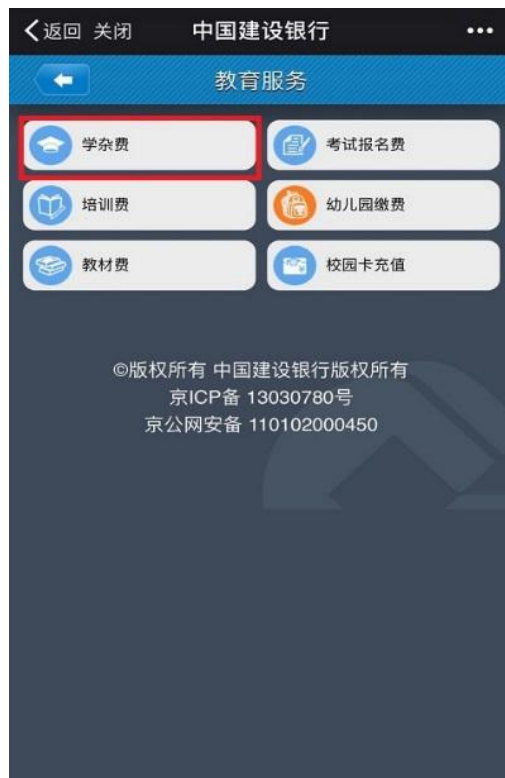 返回 关闭 中国建设银行
教育服务
学杂费 考试报名费
培训费 幼儿园缴费
教材费 校园卡充值
©版权所有 中国建设银行版权所有
京ICP备 13030780号
京公网安备 110102000450